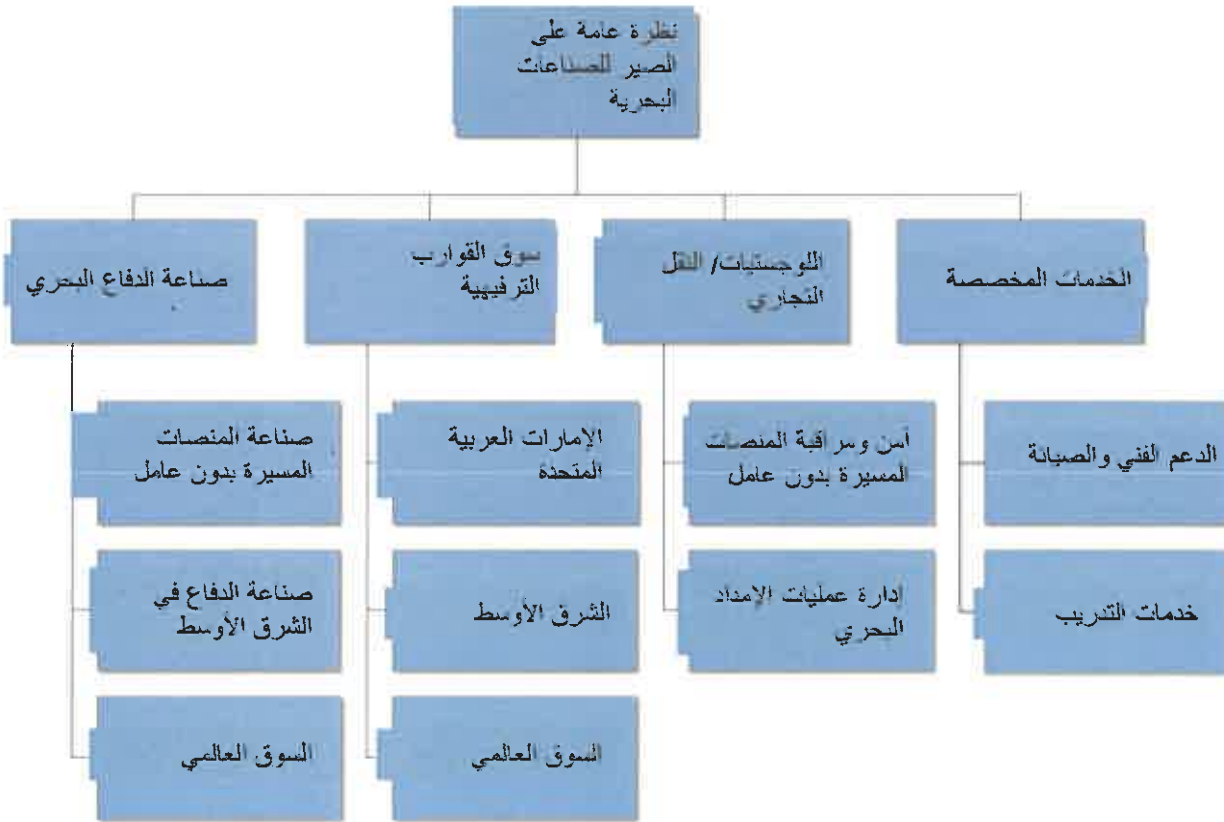 نظرة عامة على
الصير للصناعات
البحرية
الخدمات المخصصة
اللوجستيات/ النقل
التجاري
سوق القوارب
الترفيهية
صناعة الدفاع البحري
الدعم الفني والصيانة
خدمات التدريب
أمن ومراقبة المنصات
المسيرة بدون عامل
إدارة عمليات الإمداد
البحري
الإمارات العربية
المتحدة
الشرق الأوسط
السوق العالمي
صناعة المنصات
المسيرة بدون عامل
صناعة الدفاع في
الشرق الأوسط
السوق العالمي